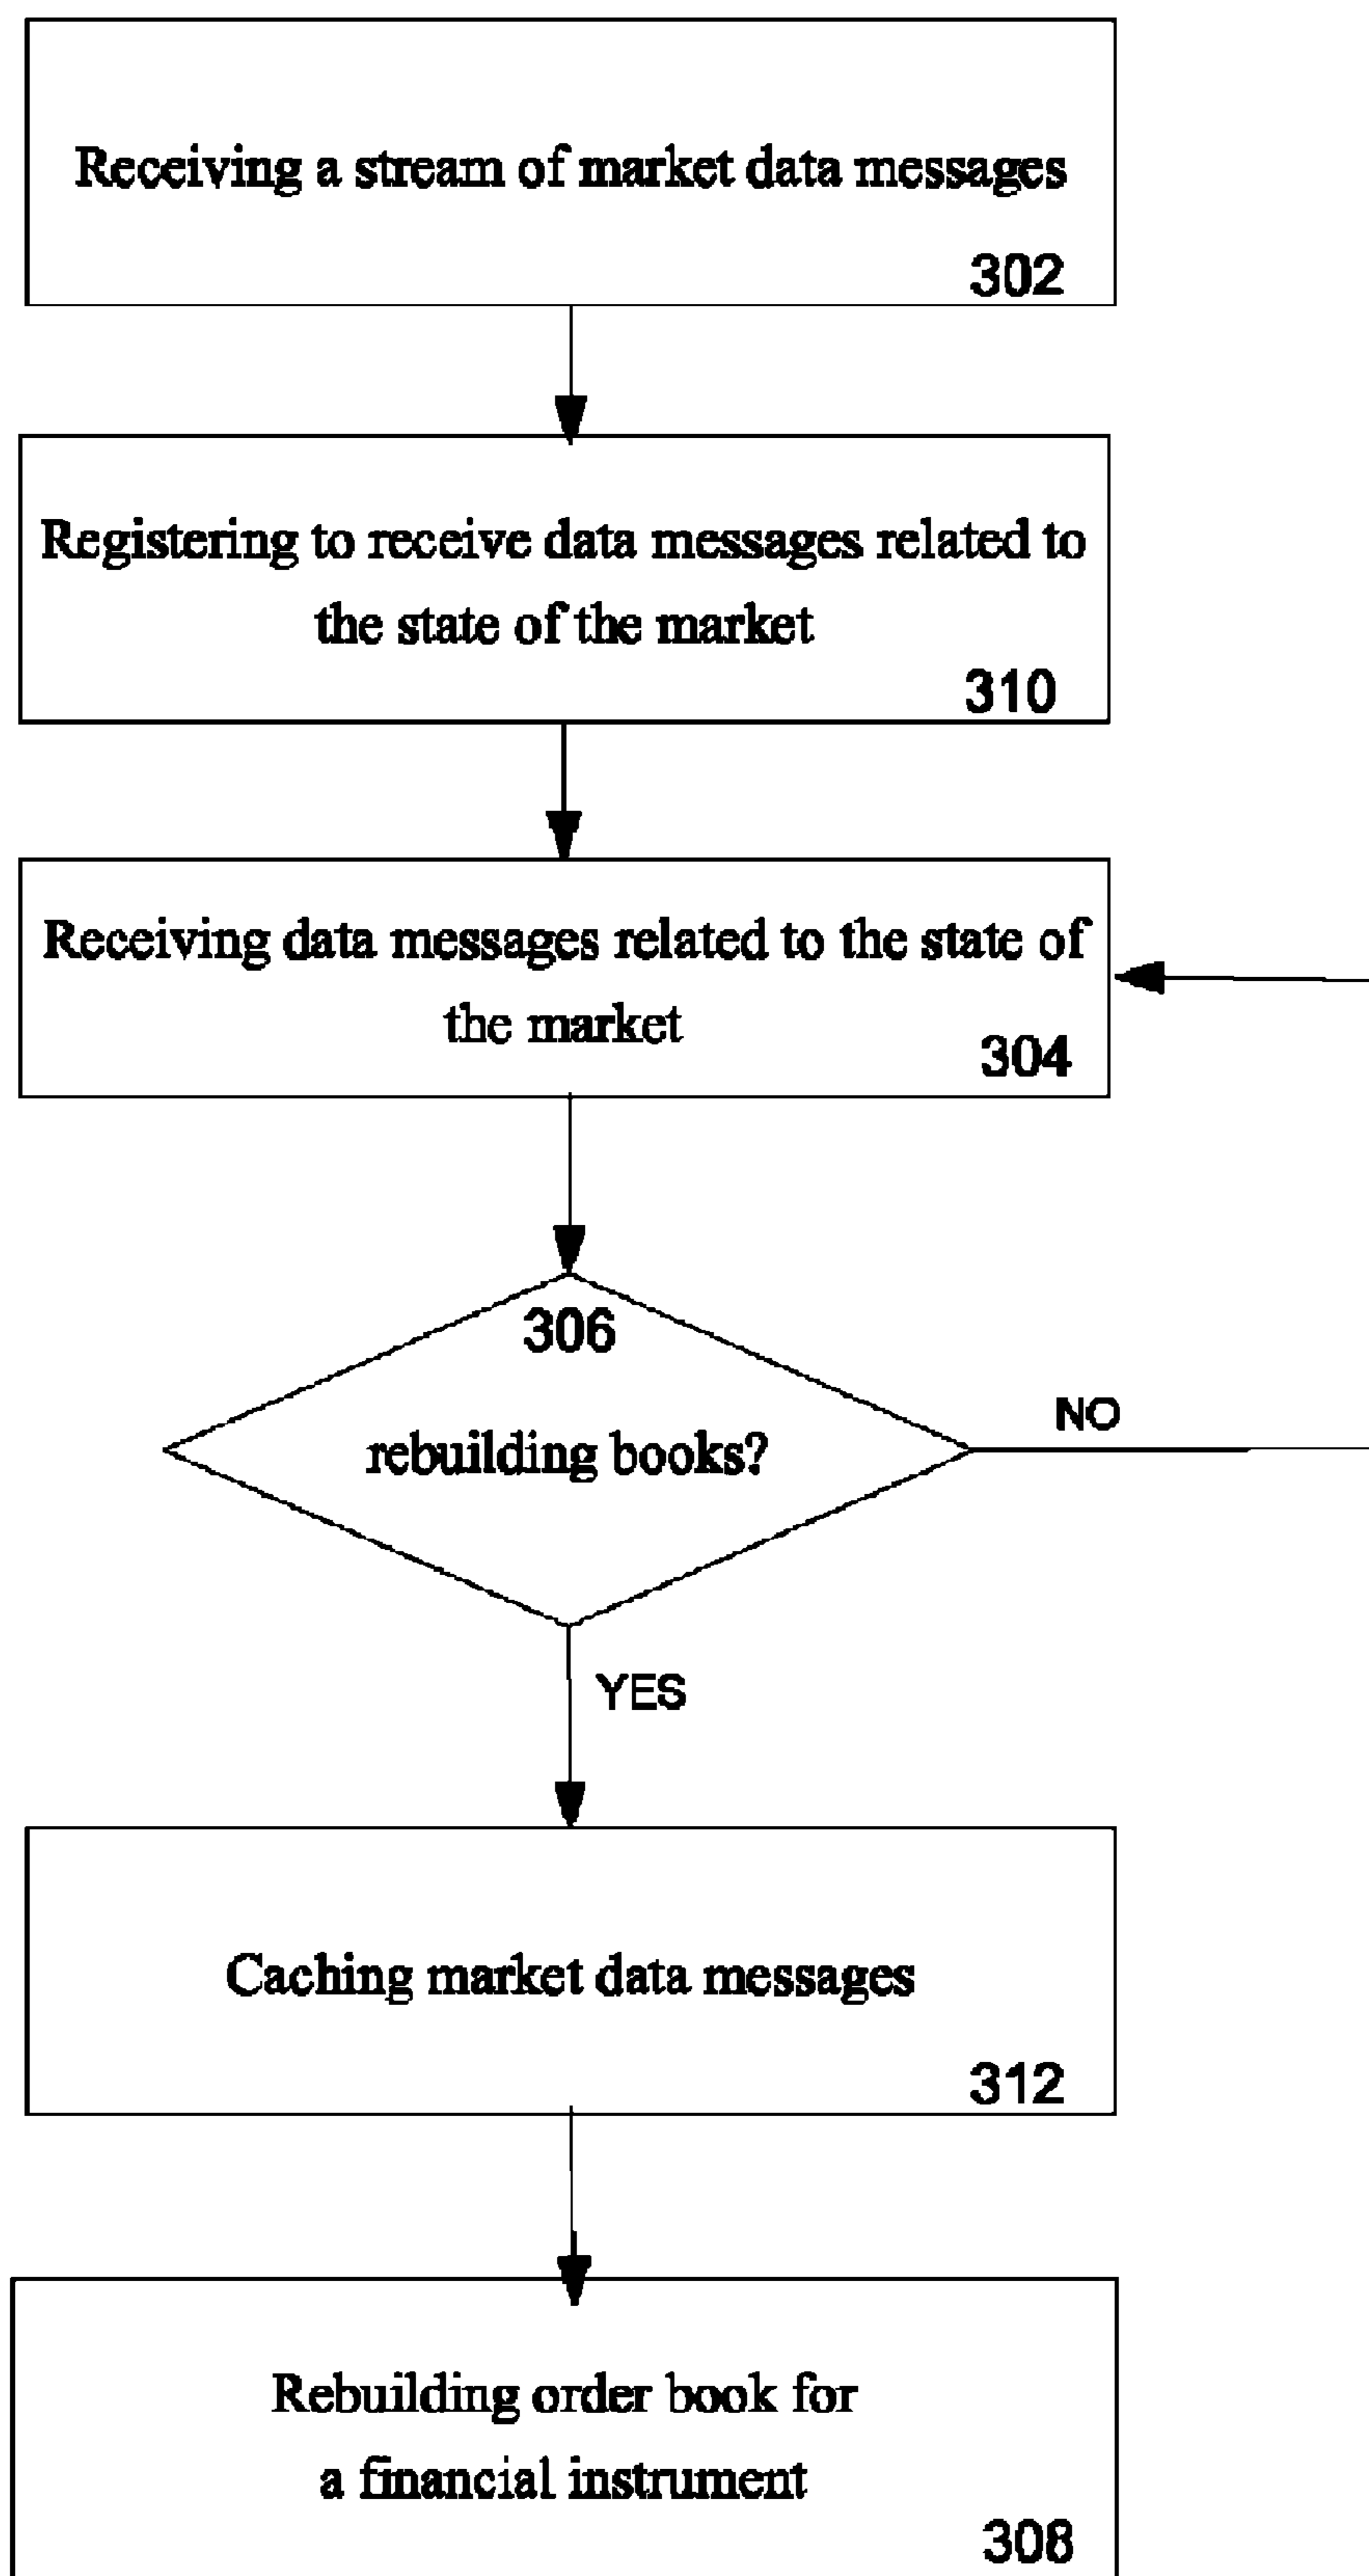 Receiving a stream of market data messages
302
Registering to receive data messages related to
the state of the market
310
Receiving data messages related to the state of
the market
304
306
rebuilding books?
NO
YES
Caching market data messages
312
Rebuilding order book for
a financial instrument
308